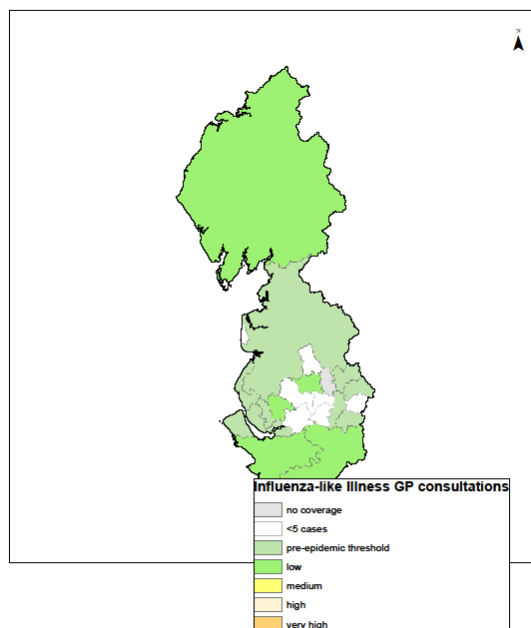 N
Influenza-like Illness GP consultations
no coverage
<5 cases
pre-epidemic threshold
low
medium
high
very high